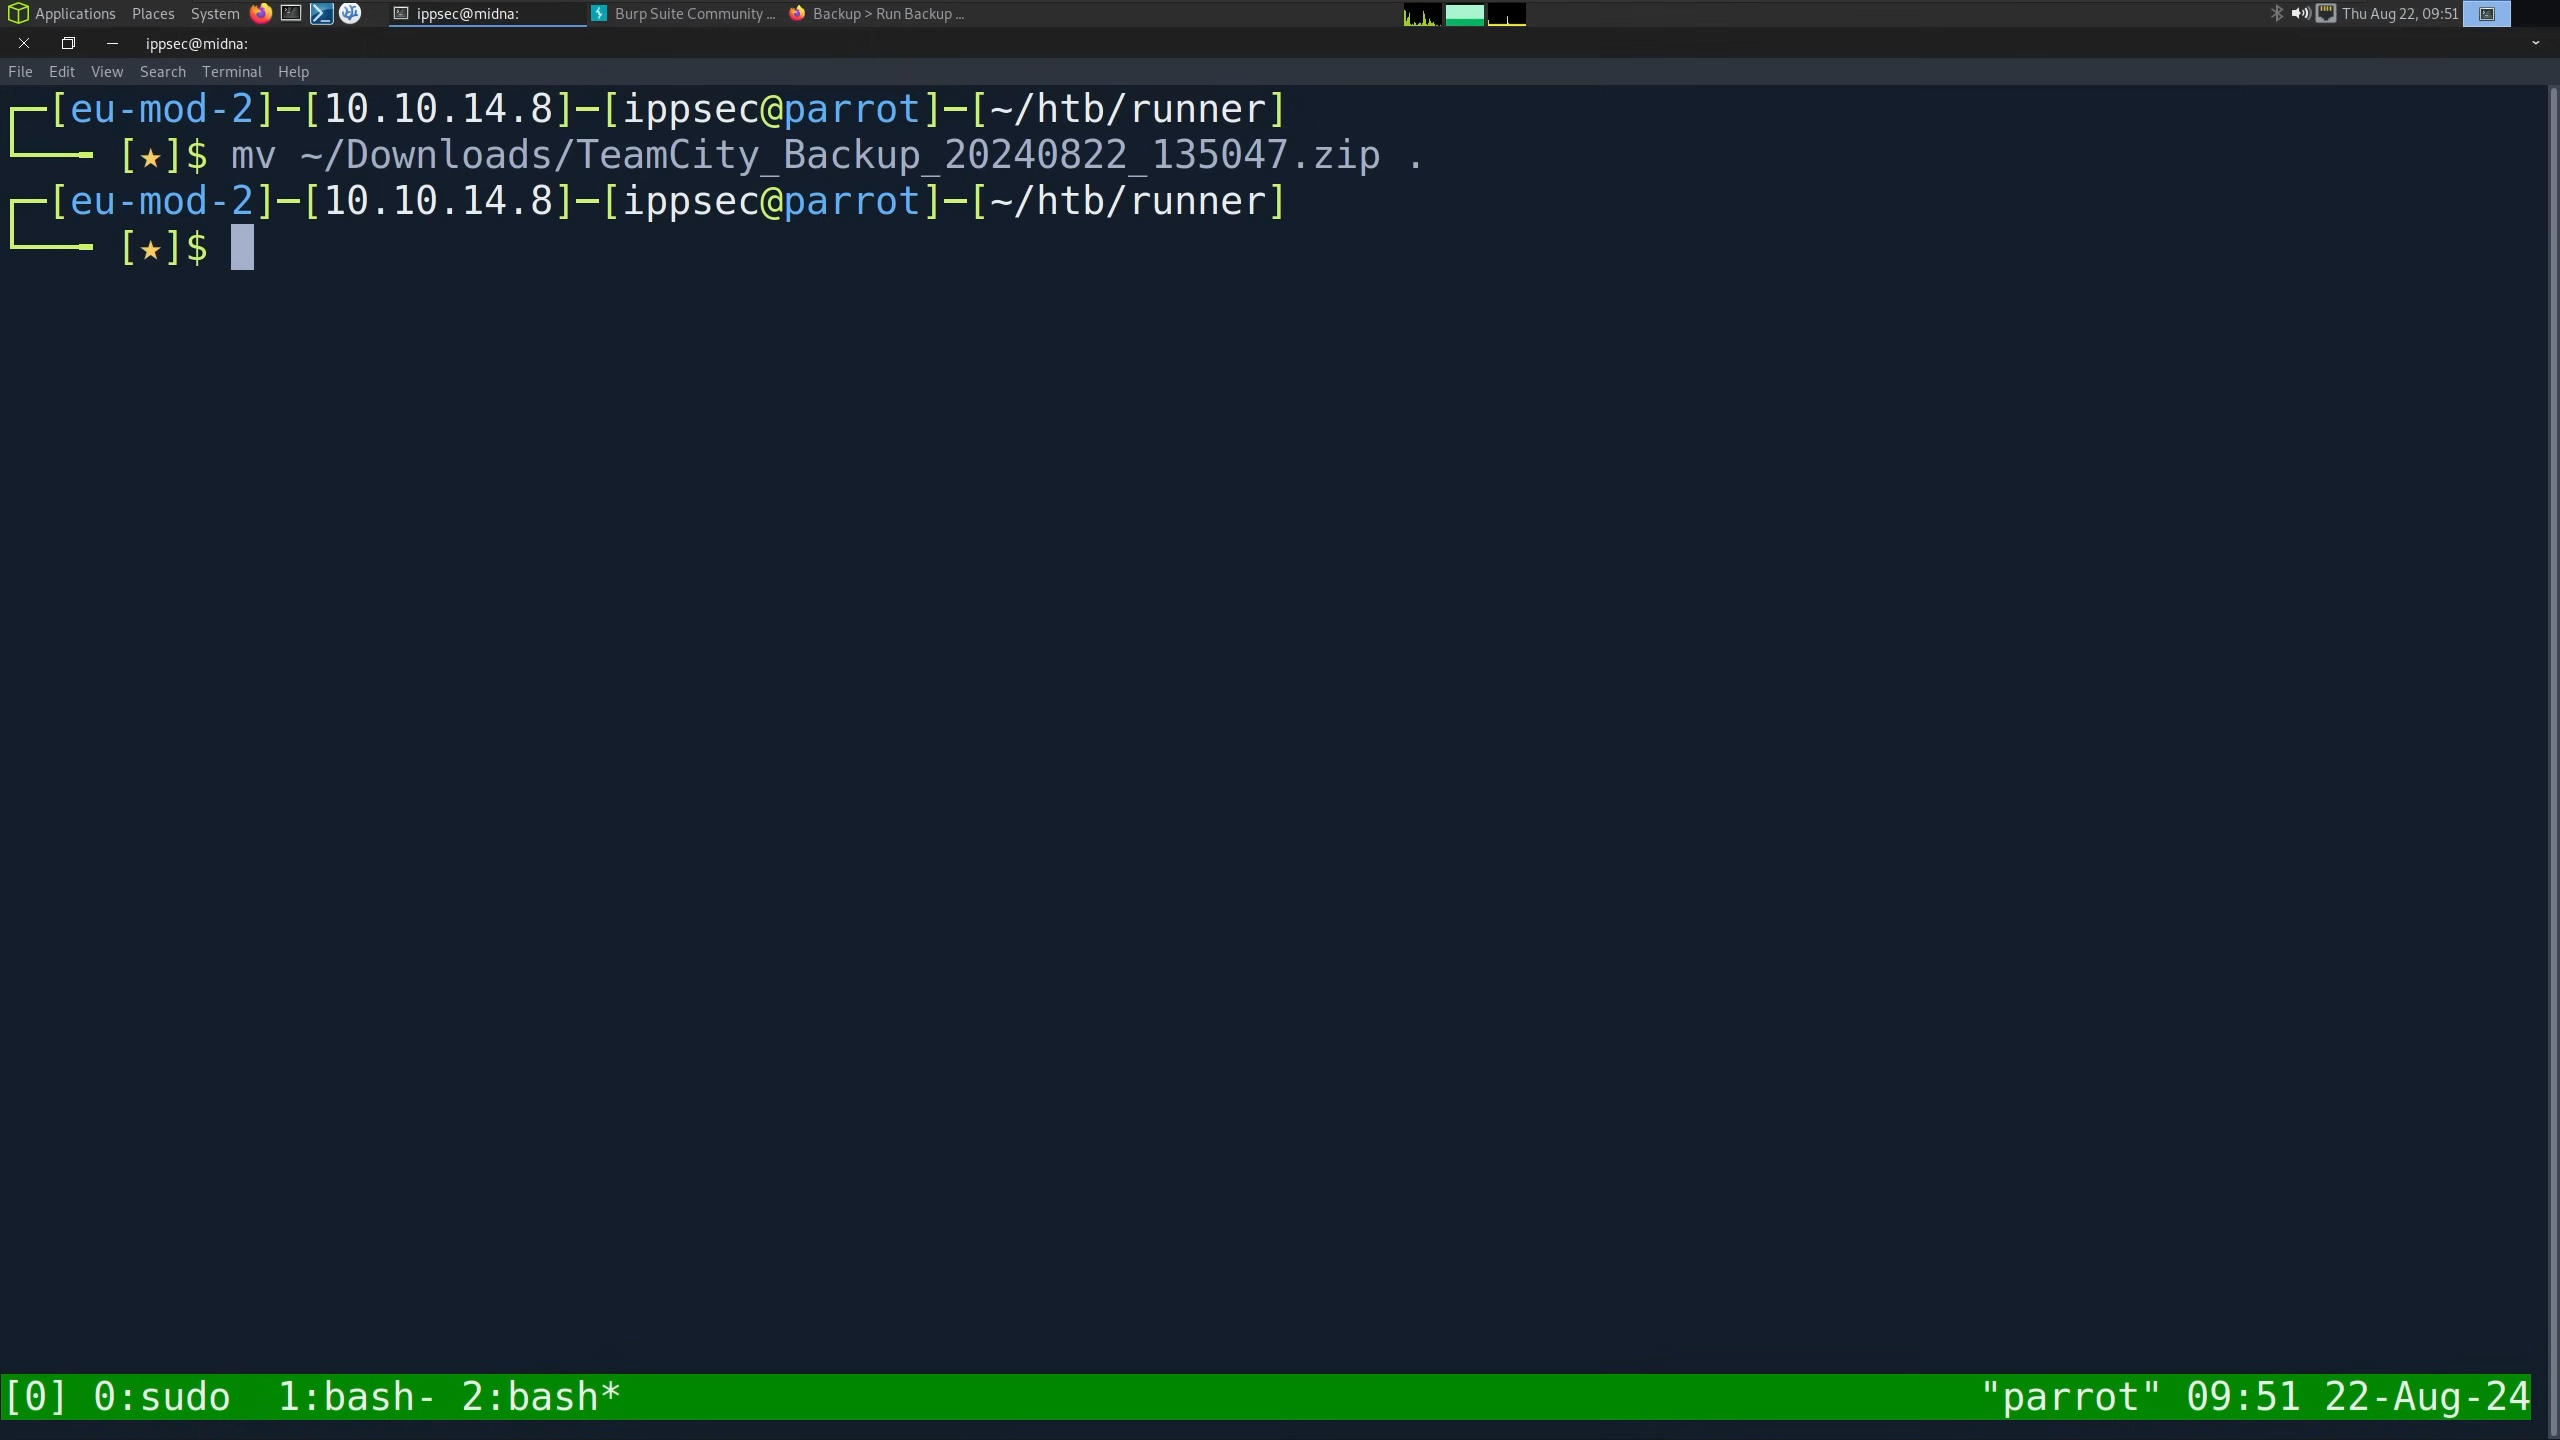 Applications Places System ippsec@midna: Burp Suite Community ... Backup > Run Backup ... Thu Aug 22, 09:51
ippsec@midna:
File Edit View Search Terminal Help
┌─[eu-mod-2]─[10.10.14.8]─[ippsec@parrot]─[~/htb/runner]
└──╼ [★]$ mv ~/Downloads/TeamCity_Backup_20240822_135047.zip .
┌─[eu-mod-2]─[10.10.14.8]─[ippsec@parrot]─[~/htb/runner]
└──╼ [★]$
[0] 0:sudo 1:bash- 2:bash* "parrot" 09:51 22-Aug-24